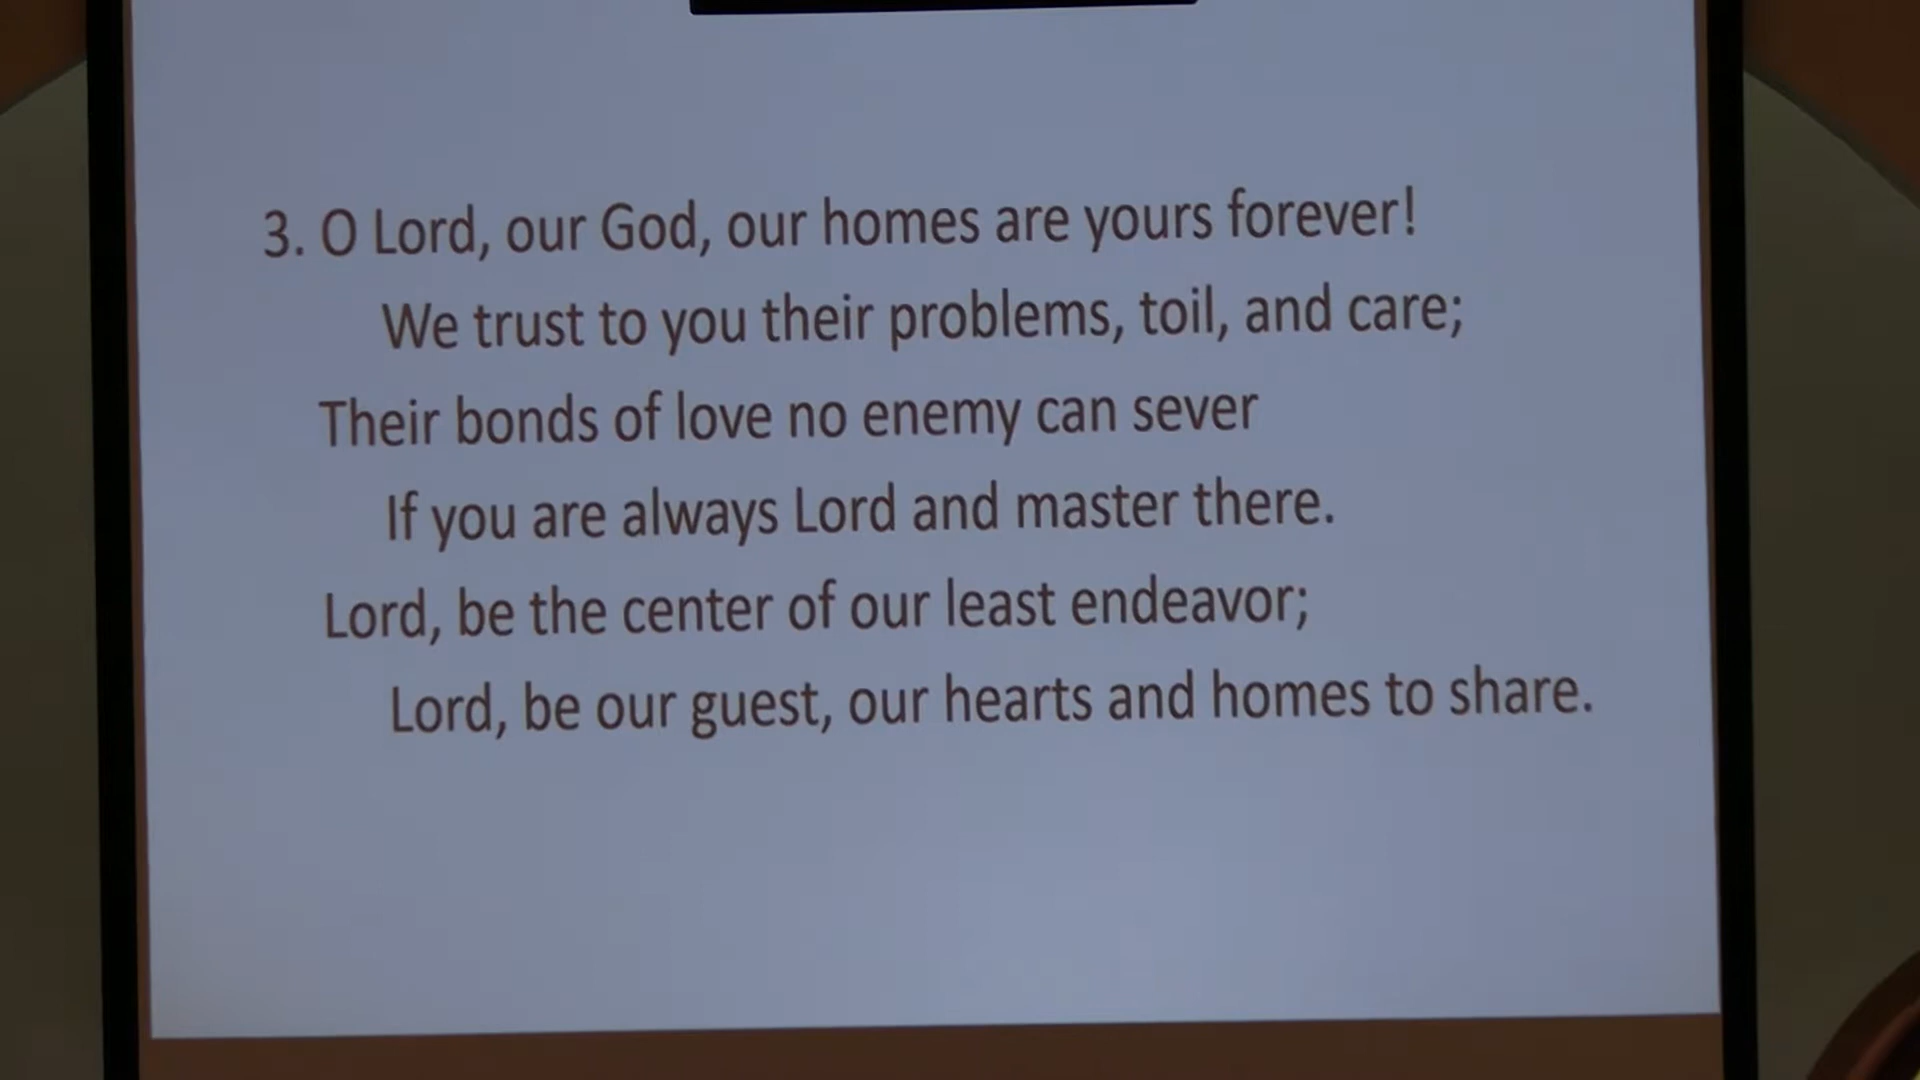 3. O Lord, our God, our homes are yours forever!
We trust to you their problems, toil, and care;
Their bonds of love no enemy can sever
If you are always Lord and master there.
Lord, be the center of our least endeavor;
Lord, be our guest, our hearts and homes to share.